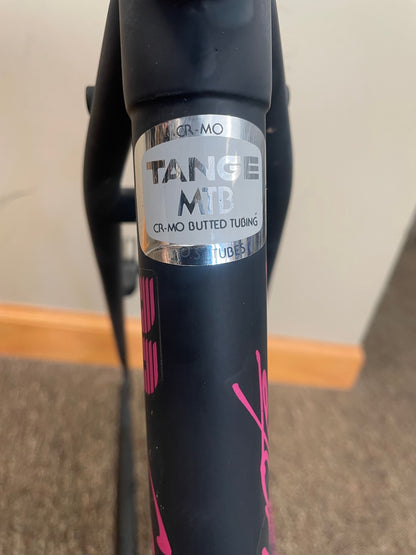 CR-MO
TANGE
MTB
CR-MO BUTTED TUBING
TUBES